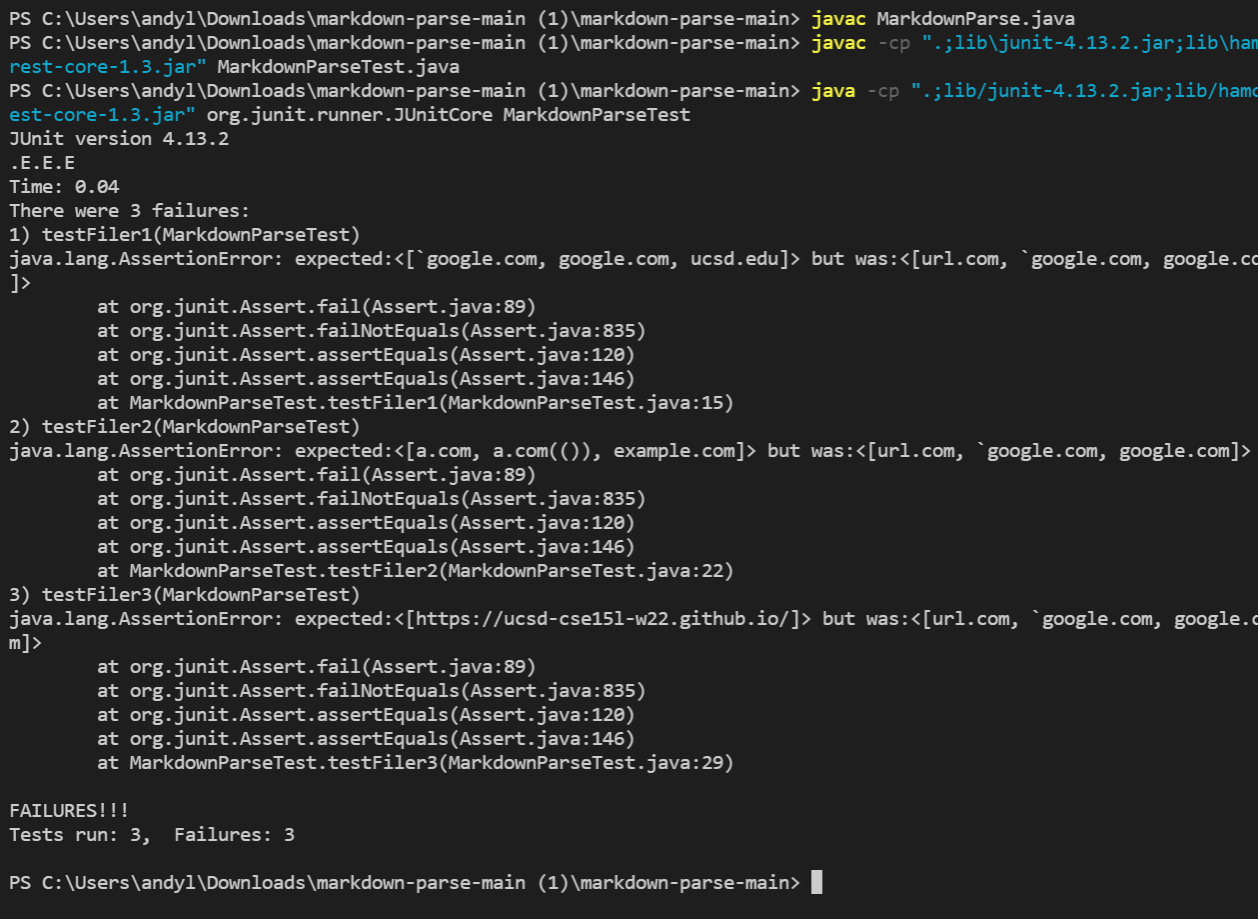 PS C:\Users\andyl\Downloads\markdown-parse-main (1)\markdown-parse-main> javac MarkdownParse.java
PS C:\Users\andyl\Downloads\markdown-parse-main (1)\markdown-parse-main> javac -cp ".;lib\junit-4.13.2.jar;lib\ham
rest-core-1.3.jar" MarkdownParseTest.java
PS C:\Users\andyl\Downloads\markdown-parse-main (1)\markdown-parse-main> java -cp ".;lib/junit-4.13.2.jar;lib/hamc
est-core-1.3.jar" org.junit.runner.JUnitCore MarkdownParseTest
JUnit version 4.13.2
.E.E.E
Time: 0.04
There were 3 failures:
1) testFiler1(MarkdownParseTest)
java.lang.AssertionError: expected:<[`google.com, google.com, ucsd.edu]> but was:<[url.com, `google.com, google.co
]>
at org.junit.Assert.fail(Assert.java:89)
at org.junit.Assert.failNotEquals(Assert.java:835)
at org.junit.Assert.assertEquals(Assert.java:120)
at org.junit.Assert.assertEquals(Assert.java:146)
at MarkdownParseTest.testFiler1(MarkdownParseTest.java:15)
2) testFiler2(MarkdownParseTest)
java.lang.AssertionError: expected:<[a.com, a.com(()), example.com]> but was:<[url.com, `google.com, google.com]>
at org.junit.Assert.fail(Assert.java:89)
at org.junit.Assert.failNotEquals(Assert.java:835)
at org.junit.Assert.assertEquals(Assert.java:120)
at org.junit.Assert.assertEquals(Assert.java:146)
at MarkdownParseTest.testFiler2(MarkdownParseTest.java:22)
3) testFiler3(MarkdownParseTest)
java.lang.AssertionError: expected:<[https://ucsd-cse15l-w22.github.io/]> but was:<[url.com, `google.com, google.c
m]>
at org.junit.Assert.fail(Assert.java:89)
at org.junit.Assert.failNotEquals(Assert.java:835)
at org.junit.Assert.assertEquals(Assert.java:120)
at org.junit.Assert.assertEquals(Assert.java:146)
at MarkdownParseTest.testFiler3(MarkdownParseTest.java:29)
FAILURES!!!
Tests run: 3,  Failures: 3
PS C:\Users\andyl\Downloads\markdown-parse-main (1)\markdown-parse-main>